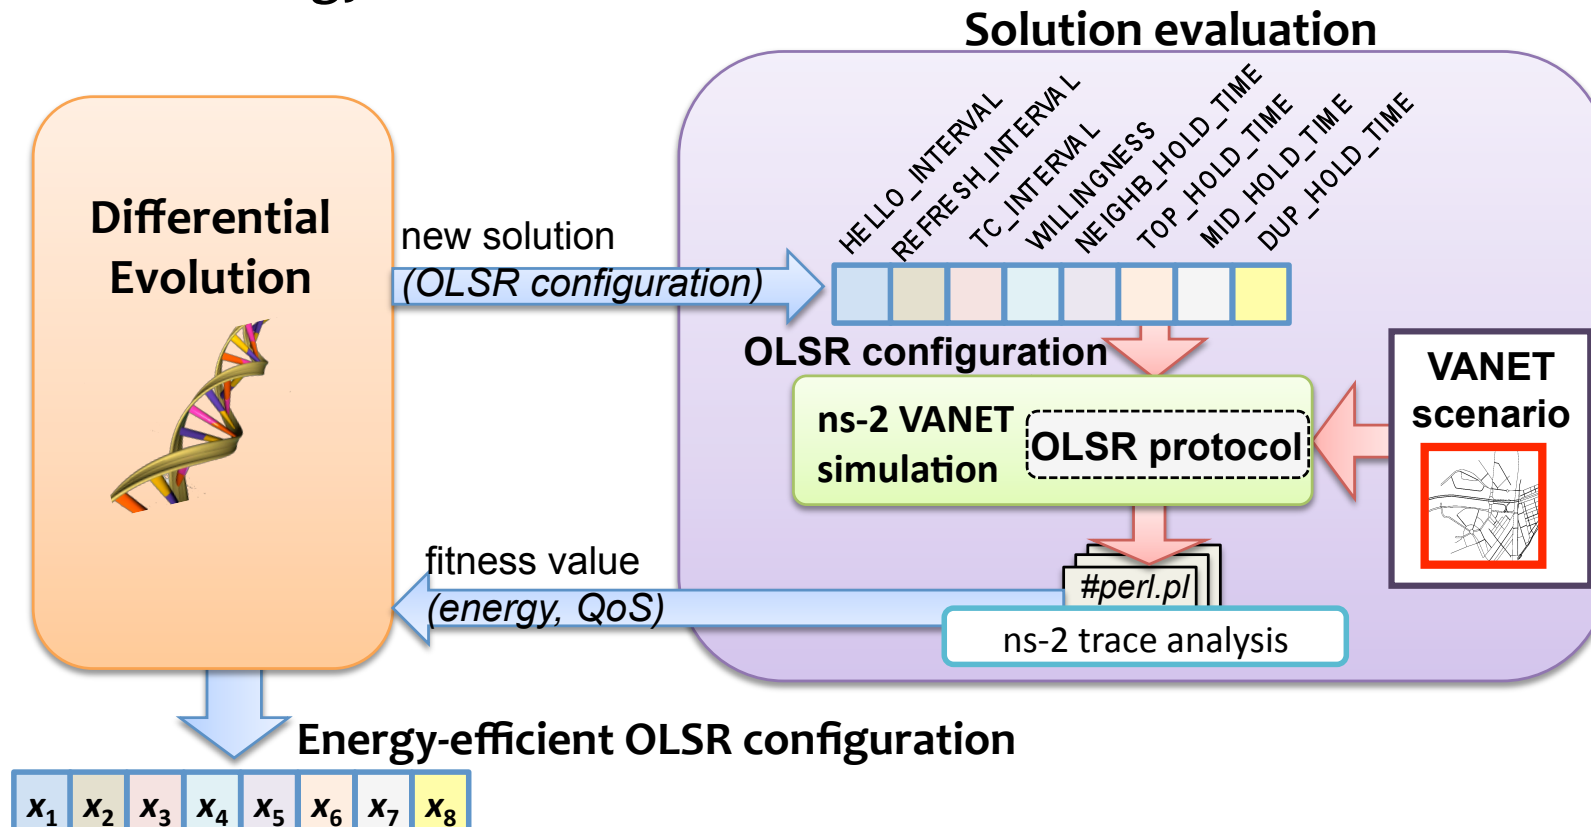 Solution evaluation
Differential
Evolution
new solution
(OLSR configuration)
HELLO_INTERVAL
REFRESH_INTERVAL
TC_INTERVAL
WILLINGNESS
NEIGHB_HOLD_TIME
TOP_HOLD_TIME
MID_HOLD_TIME
DUP_HOLD_TIME
OLSR configuration
ns-2 VANET
simulation
OLSR protocol
VANET
scenario
fitness value
(energy, QoS)
#perl.pl
ns-2 trace analysis
Energy-efficient OLSR configuration
x1 x2 x3 x4 x5 x6 x7 x8